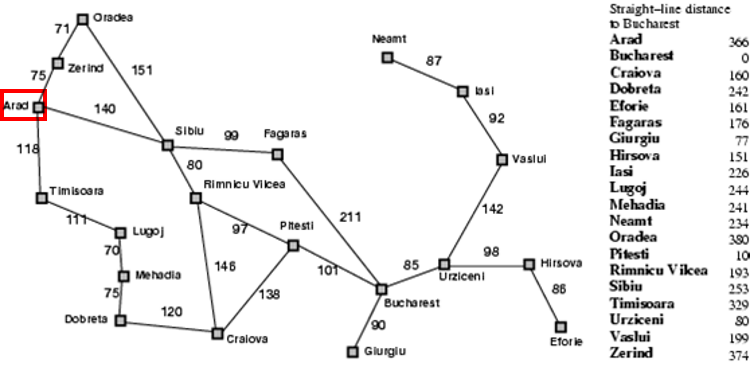 Oradea
71
Neamt
87
Zerind
151
75
Iasi
Arad
140
92
118
Sibiu
99
Fagaras
80
Vaslui
Timisoara
Rimnicu Vilcea
111
97
Pitesti
211
142
Lugoj
70
146
101
85
98
Hirsova
Mehadia
Urziceni
75
138
86
Dobreta
120
Bucharest
90
Craiova
Giurgiu
Eforie
Straight–line distance
to Bucharest
Arad 366
Bucharest 0
Craiova 160
Dobreta 242
Eforie 161
Fagaras 176
Giurgiu 77
Hirsova 151
Iasi 226
Lugoj 244
Mehadia 241
Neamt 234
Oradea 380
Pitesti 10
Rimnicu Vilcea 193
Sibiu 253
Timisoara 329
Urziceni 80
Vaslui 199
Zerind 374